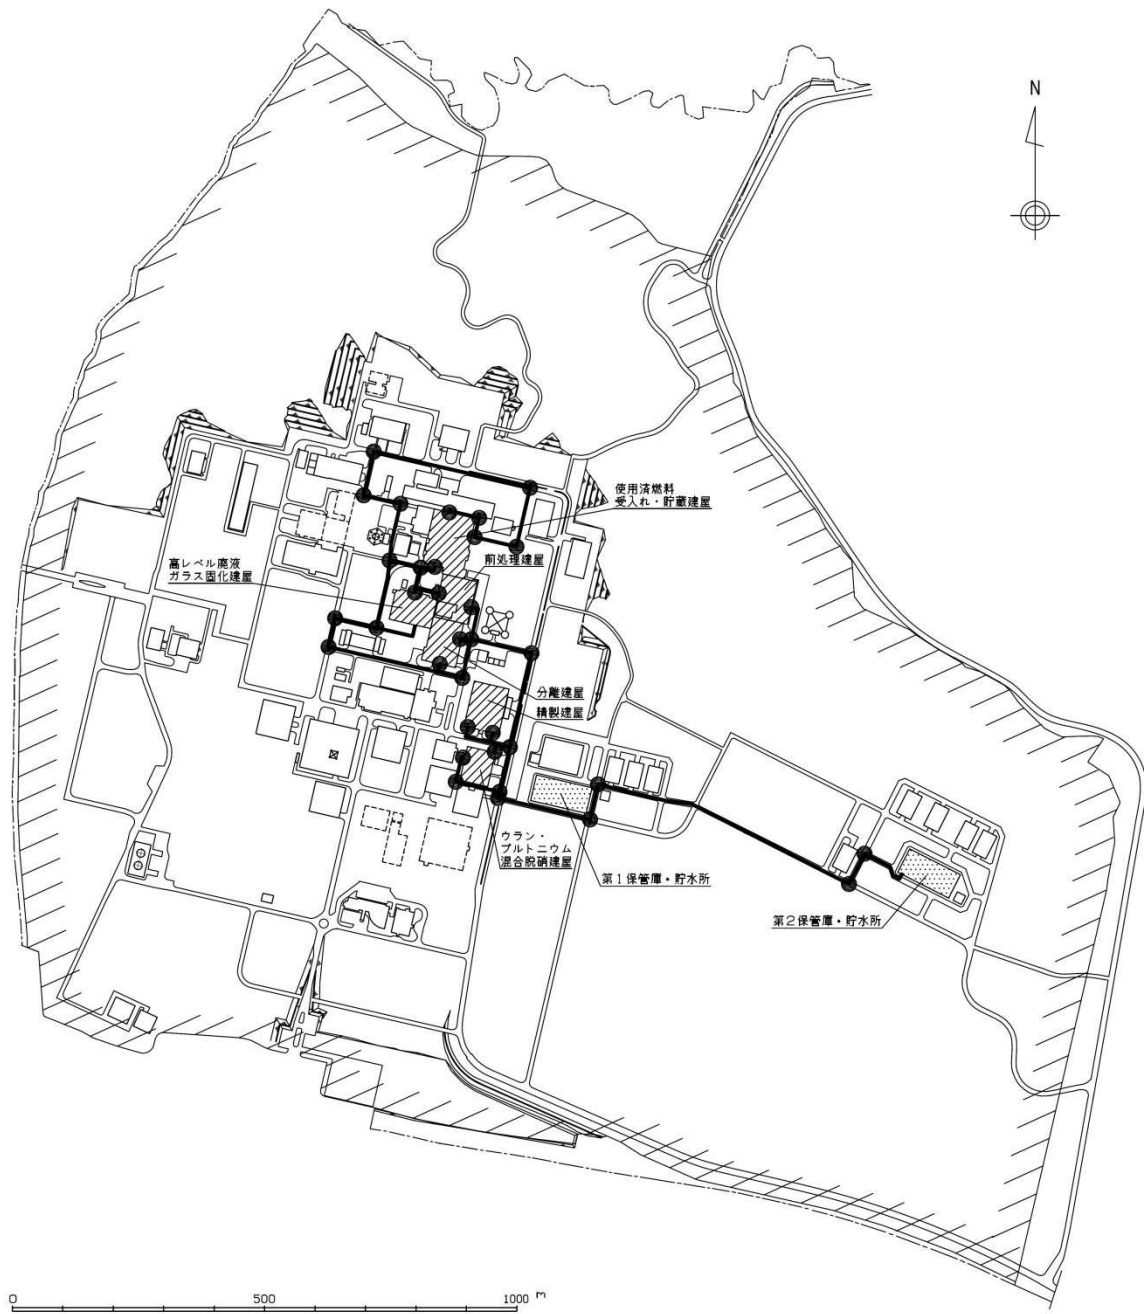 N
使用済燃料
受入れ・貯蔵建屋
前処理建屋
高レベル廃液
ガラス固化建屋
分離建屋
精製建屋
ウラン・
プルトニウム
混合脱硝建屋
第1保管庫・貯水所
第2保管庫・貯水所
0 500 1000 m